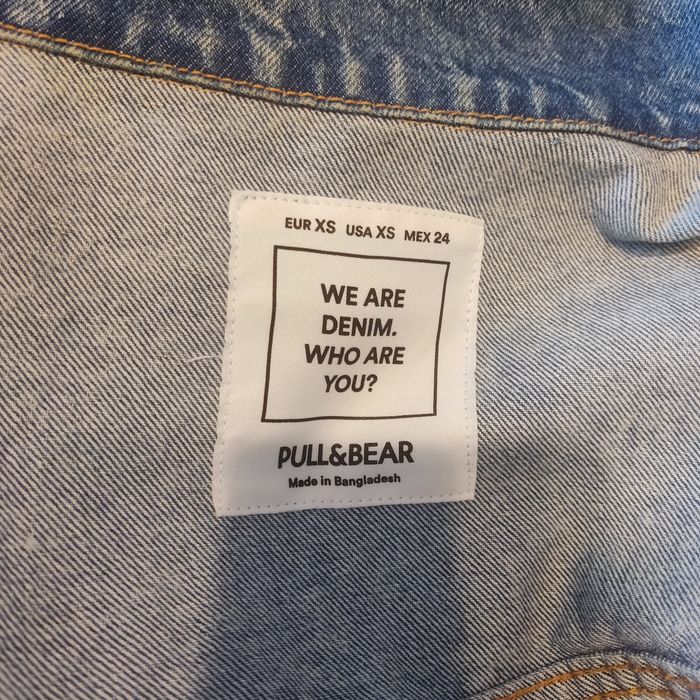 EUR XS USA XS MEX 24
WE ARE
DENIM.
WHO ARE
YOU?
PULL&BEAR
Made in Bangladesh